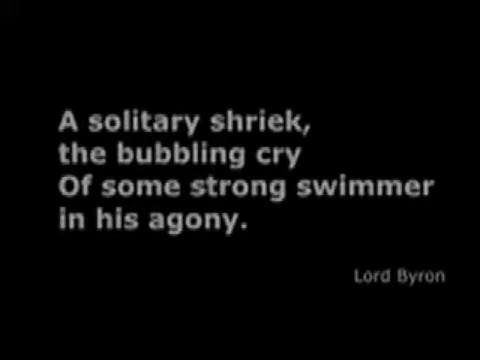 A solitary shriek,
the bubbling cry
Of some strong swimmer
in his agony.
Lord Byron